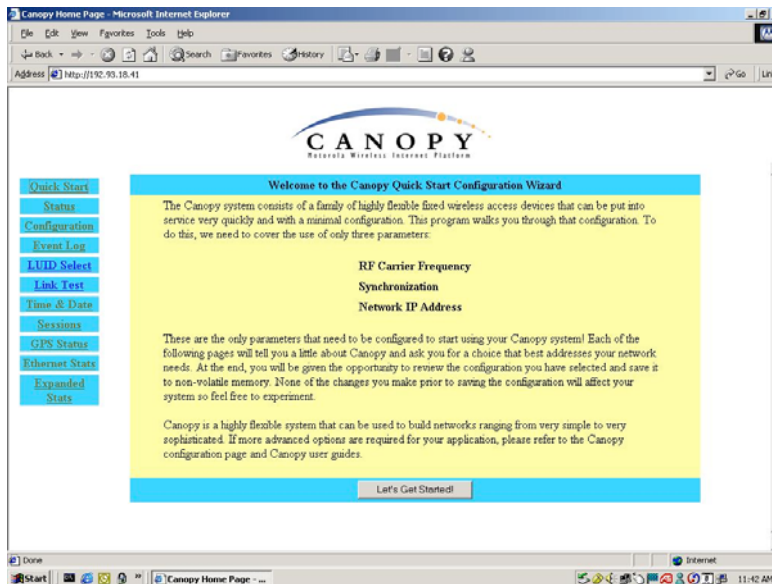 Canopy Home Page - Microsoft Internet Explorer
File Edit View Favorites Tools Help
Back Search Favorites History
Address http://192.93.18.41 Go
CANOPY
Motorola Wireless Internet Platform
Quick Start
Status
Configuration
Event Log
LUID Select
Link Test
Time & Date
Sessions
GPS Status
Ethernet Stats
Expanded
Stats
Welcome to the Canopy Quick Start Configuration Wizard
The Canopy system consists of a family of highly flexible fixed wireless access devices that can be put into
service very quickly and with a minimal configuration. This program walks you through that configuration. To
do this, we need to cover the use of only three parameters:
RF Carrier Frequency
Synchronization
Network IP Address
These are the only parameters that need to be configured to start using your Canopy system! Each of the
following pages will tell you a little about Canopy and ask you for a choice that best addresses your network
needs. At the end, you will be given the opportunity to review the configuration you have selected and save it
to non-volatile memory. None of the changes you make prior to saving the configuration will affect your
system so feel free to experiment.
Canopy is a highly flexible system that can be used to build networks ranging from very simple to very
sophisticated. If more advanced options are required for your application, please refer to the Canopy
configuration page and Canopy user guides.
Let's Get Started!
Done Internet
Start Canopy Home Page - ... 11:42 AM